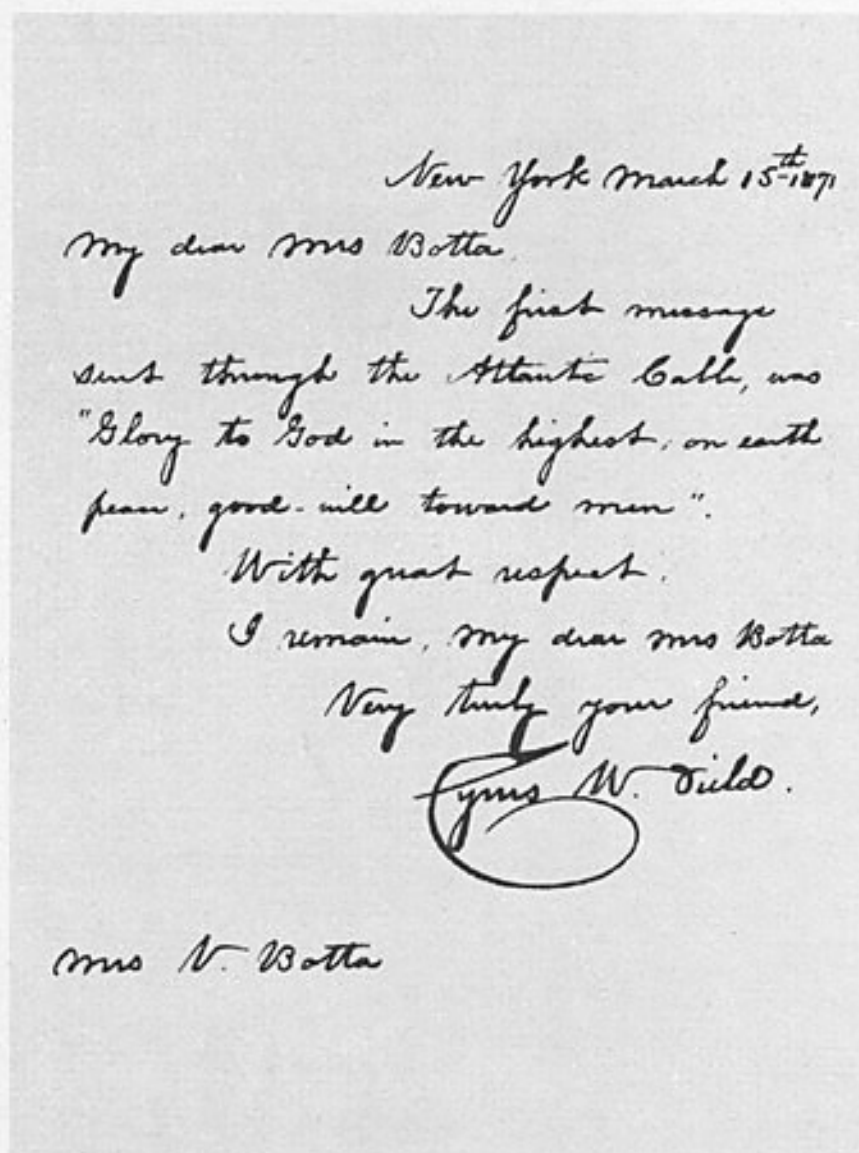 New York March 15th 1871
My dear Mrs Botta.
The first message
sent through the Atlantic Cable, was
"Glory to God in the highest, on earth
peace, good-will toward men".
With great respect.
I remain, my dear Mrs Botta
Very truly your friend,
Cyrus W. Field.
Mrs V. Botta